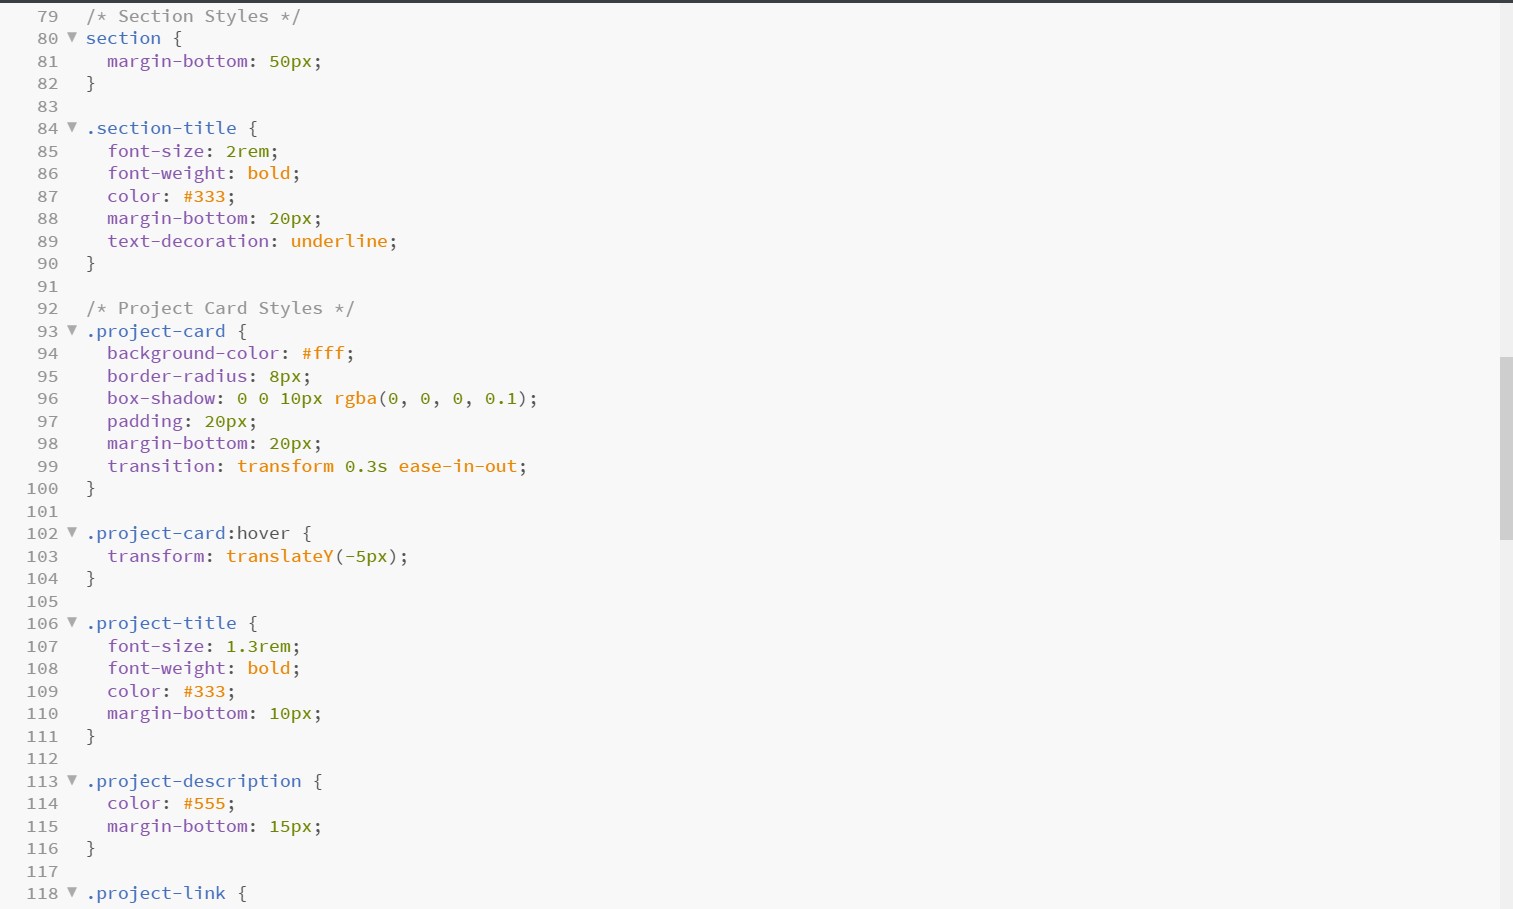 79 /* Section Styles */
80 ▼ section {
81   margin-bottom: 50px;
82 }
83
84 ▼ .section-title {
85   font-size: 2rem;
86   font-weight: bold;
87   color: #333;
88   margin-bottom: 20px;
89   text-decoration: underline;
90 }
91
92 /* Project Card Styles */
93 ▼ .project-card {
94   background-color: #fff;
95   border-radius: 8px;
96   box-shadow: 0 0 10px rgba(0, 0, 0, 0.1);
97   padding: 20px;
98   margin-bottom: 20px;
99   transition: transform 0.3s ease-in-out;
100 }
101
102 ▼ .project-card:hover {
103   transform: translateY(-5px);
104 }
105
106 ▼ .project-title {
107   font-size: 1.3rem;
108   font-weight: bold;
109   color: #333;
110   margin-bottom: 10px;
111 }
112
113 ▼ .project-description {
114   color: #555;
115   margin-bottom: 15px;
116 }
117
118 ▼ .project-link {